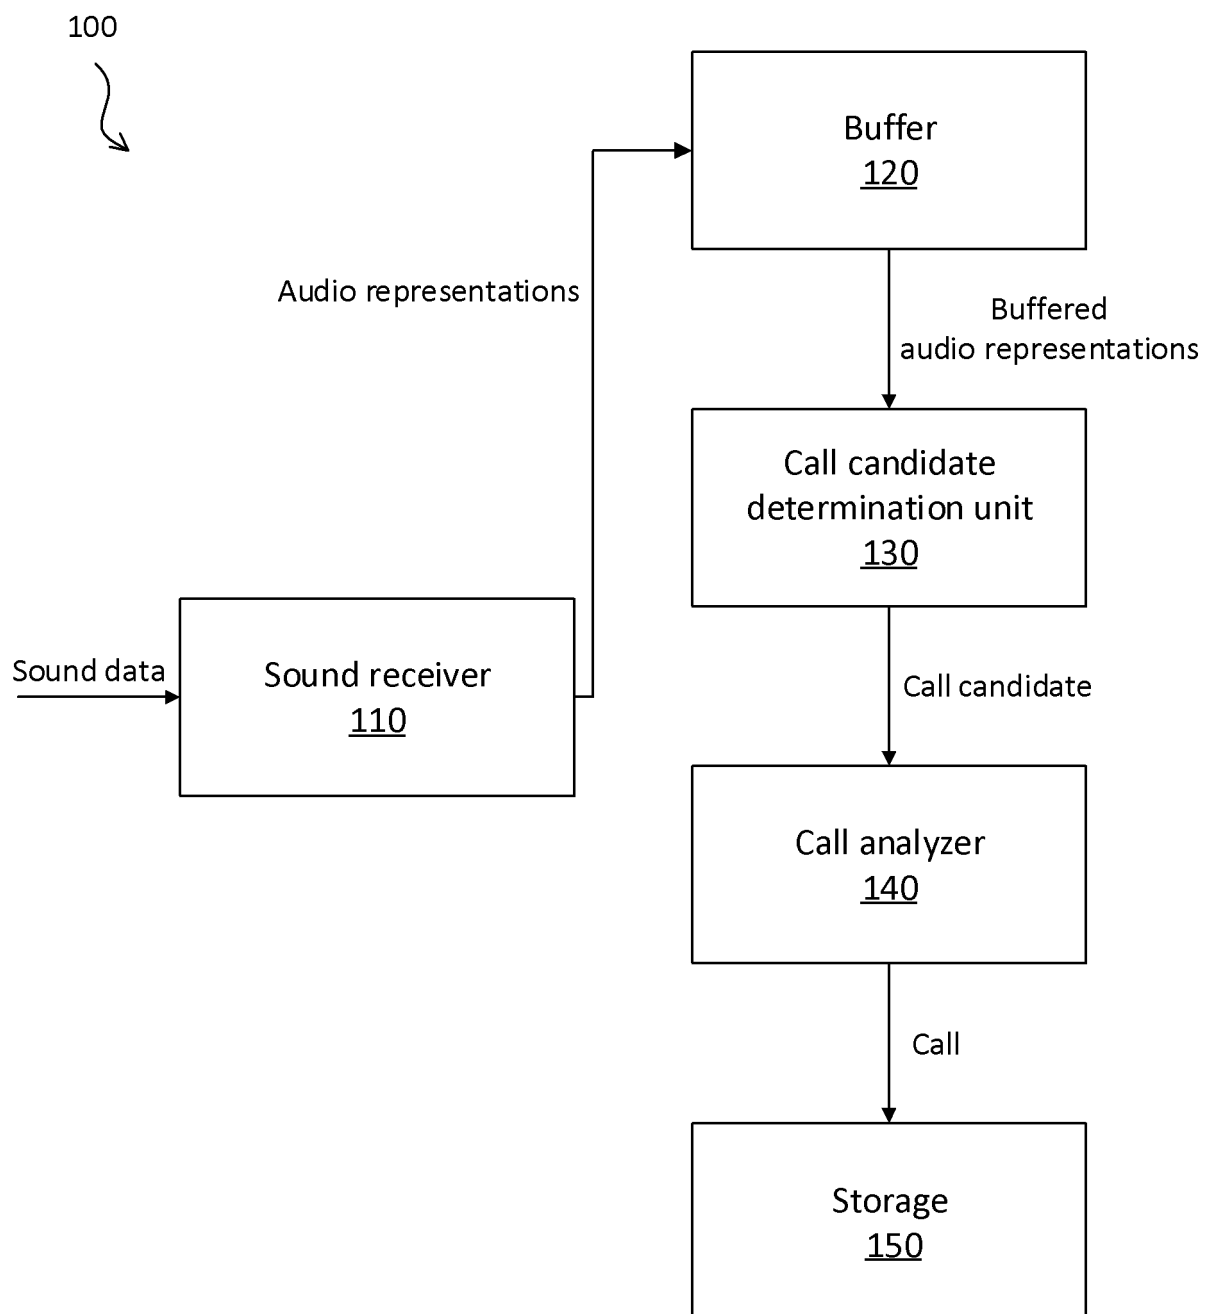 100
Buffer
120
Audio representations
Buffered
audio representations
Call candidate
determination unit
130
Sound data
Sound receiver
110
Call candidate
Call analyzer
140
Call
Storage
150